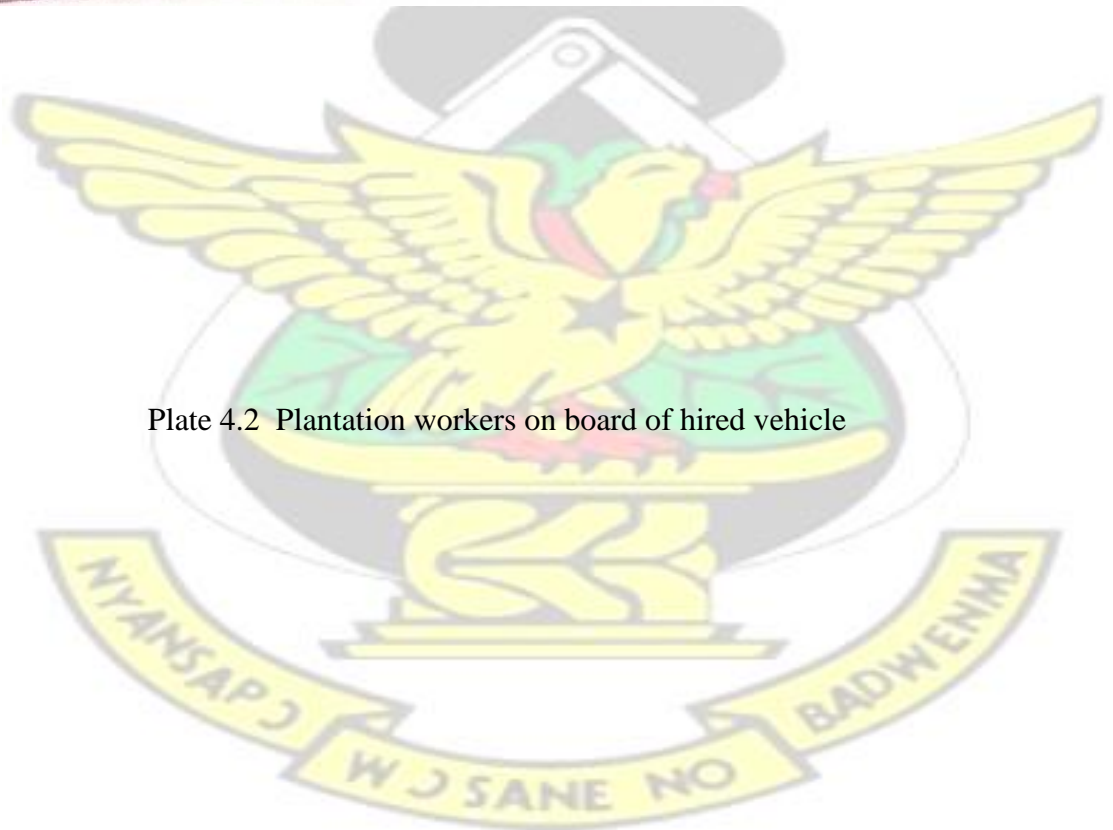 Plate 4.2 Plantation workers on board of hired vehicle
NYANSAPƆ
WƆSANE NO
BADWENMA